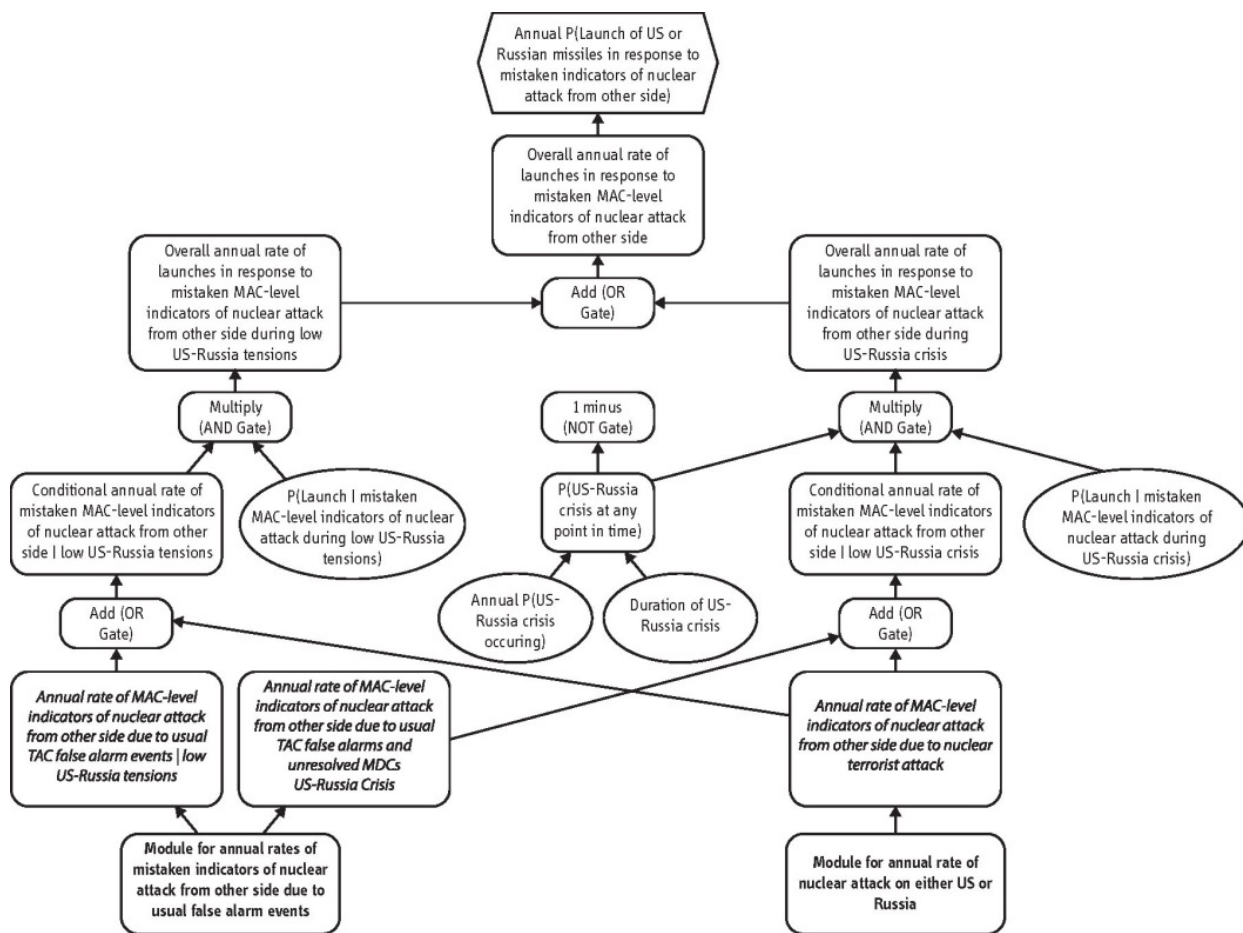 Annual P(Launch of US or
Russian missiles in response to
mistaken indicators of nuclear
attack from other side)
Overall annual rate of
launches in response to
mistaken MAC-level
indicators of nuclear attack
from other side
Overall annual rate of
launches in response to
mistaken MAC-level
indicators of nuclear attack
from other side during low
US-Russia tensions
Add (OR
Gate)
Overall annual rate of
launches in response to
mistaken MAC-level
indicators of nuclear attack
from other side during
US-Russia crisis
Multiply
(AND Gate)
1 minus
(NOT Gate)
Multiply
(AND Gate)
Conditional annual rate of
mistaken MAC-level indicators
of nuclear attack from other
side | low US-Russia tensions
P(Launch | mistaken
MAC-level indicators of nuclear
attack during low US-Russia
tensions)
P(US-Russia
crisis at any
point in time)
Conditional annual rate of
mistaken MAC-level indicators
of nuclear attack from other
side | low US-Russia crisis
P(Launch | mistaken
MAC-level indicators of
nuclear attack during
US-Russia crisis)
Add (OR
Gate)
Annual P(US-
Russia crisis
occuring)
Duration of US-
Russia crisis
Add (OR
Gate)
Annual rate of MAC-level
indicators of nuclear attack
from other side due to usual
TAC false alarm events | low
US-Russia tensions
Annual rate of MAC-level
indicators of nuclear attack
from other side due to usual
TAC false alarms and
unresolved MDCs
US-Russia Crisis
Annual rate of MAC-level
indicators of nuclear attack
from other side due to nuclear
terrorist attack
Module for annual rates of
mistaken indicators of nuclear
attack from other side due to
usual false alarm events
Module for annual rate of
nuclear attack on either US or
Russia